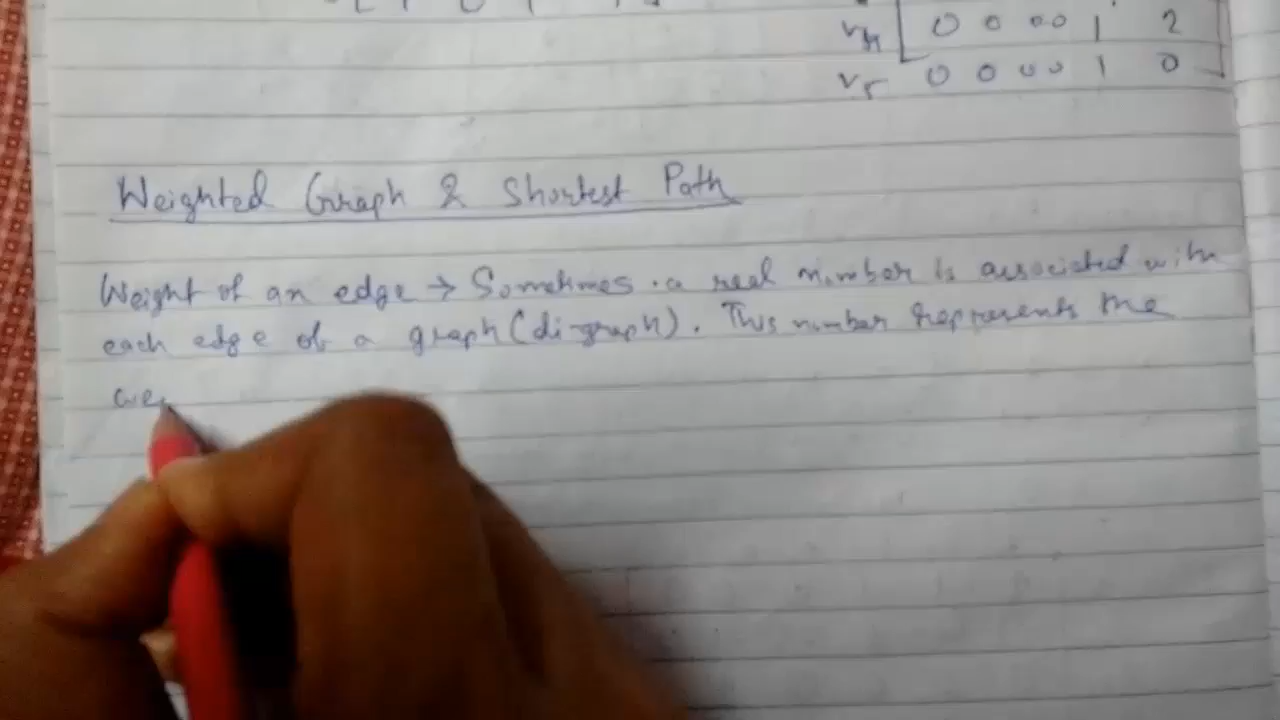 v4 0 0 0 0 1 2
v5 0 0 0 0 1 0
Weighted Graph & Shortest Path
Weight of an edge → Sometimes a real number is associated with
each edge of a graph (di-graph). This number represents the
wei